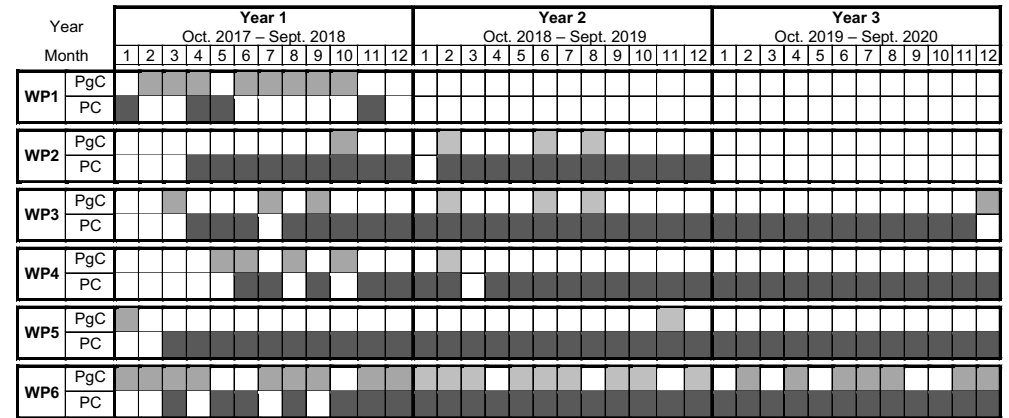 Year Year 1 Year 2 Year 3
Oct. 2017 – Sept. 2018 Oct. 2018 – Sept. 2019 Oct. 2019 – Sept. 2020
Month 1 2 3 4 5 6 7 8 9 10 11 12 1 2 3 4 5 6 7 8 9 10 11 12 1 2 3 4 5 6 7 8 9 10 11 12
WP1 PgC
PC
WP2 PgC
PC
WP3 PgC
PC
WP4 PgC
PC
WP5 PgC
PC
WP6 PgC
PC